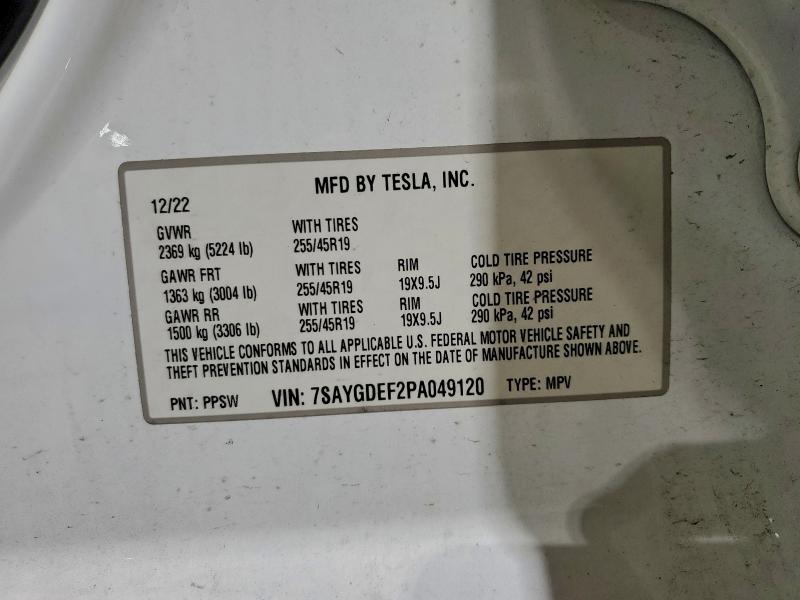 MFD BY TESLA, INC.
12/22
GVWR WITH TIRES
2369 kg (5224 lb) 255/45R19
GAWR FRT WITH TIRES RIM COLD TIRE PRESSURE
1363 kg (3004 lb) 255/45R19 19X9.5J 290 kPa, 42 psi
GAWR RR WITH TIRES RIM COLD TIRE PRESSURE
1500 kg (3306 lb) 255/45R19 19X9.5J 290 kPa, 42 psi
THIS VEHICLE CONFORMS TO ALL APPLICABLE U.S. FEDERAL MOTOR VEHICLE SAFETY AND
THEFT PREVENTION STANDARDS IN EFFECT ON THE DATE OF MANUFACTURE SHOWN ABOVE.
PNT: PPSW VIN: 7SAYGDEF2PA049120 TYPE: MPV